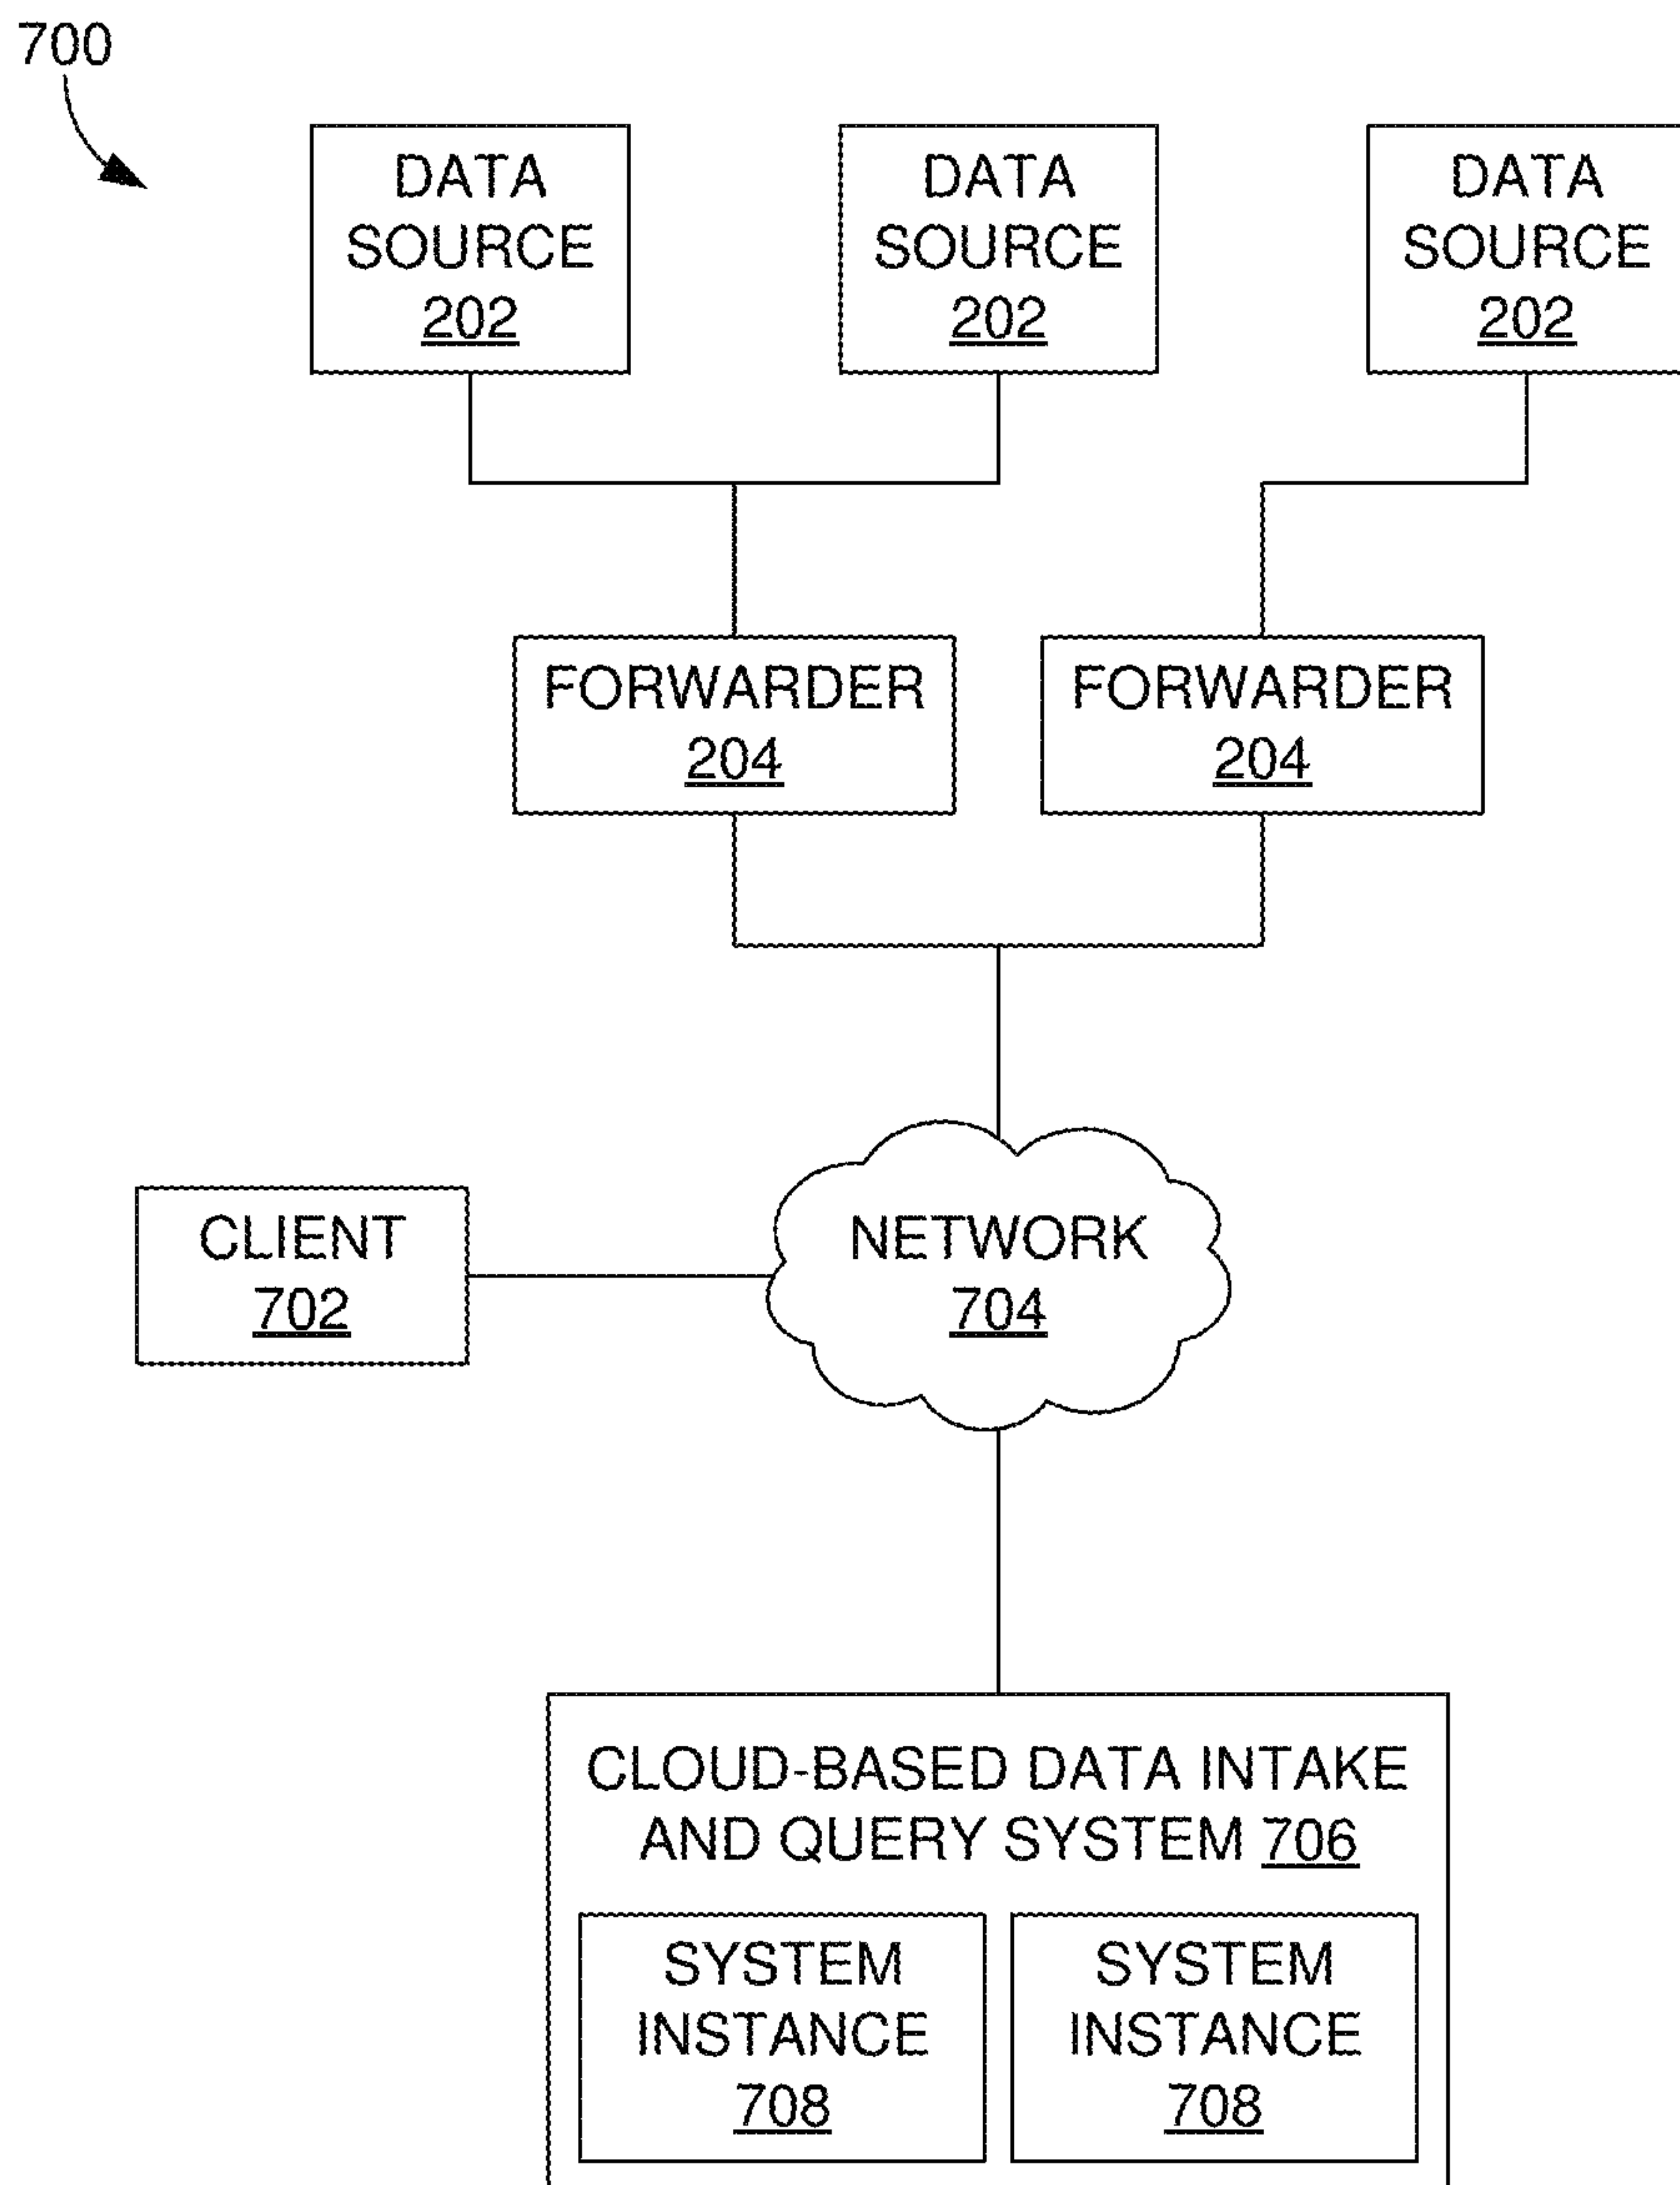 700
DATA
SOURCE
202
DATA
SOURCE
202
DATA
SOURCE
202
FORWARDER
204
FORWARDER
204
CLIENT
702
NETWORK
704
CLOUD-BASED DATA INTAKE
AND QUERY SYSTEM 706
SYSTEM
INSTANCE
708
SYSTEM
INSTANCE
708